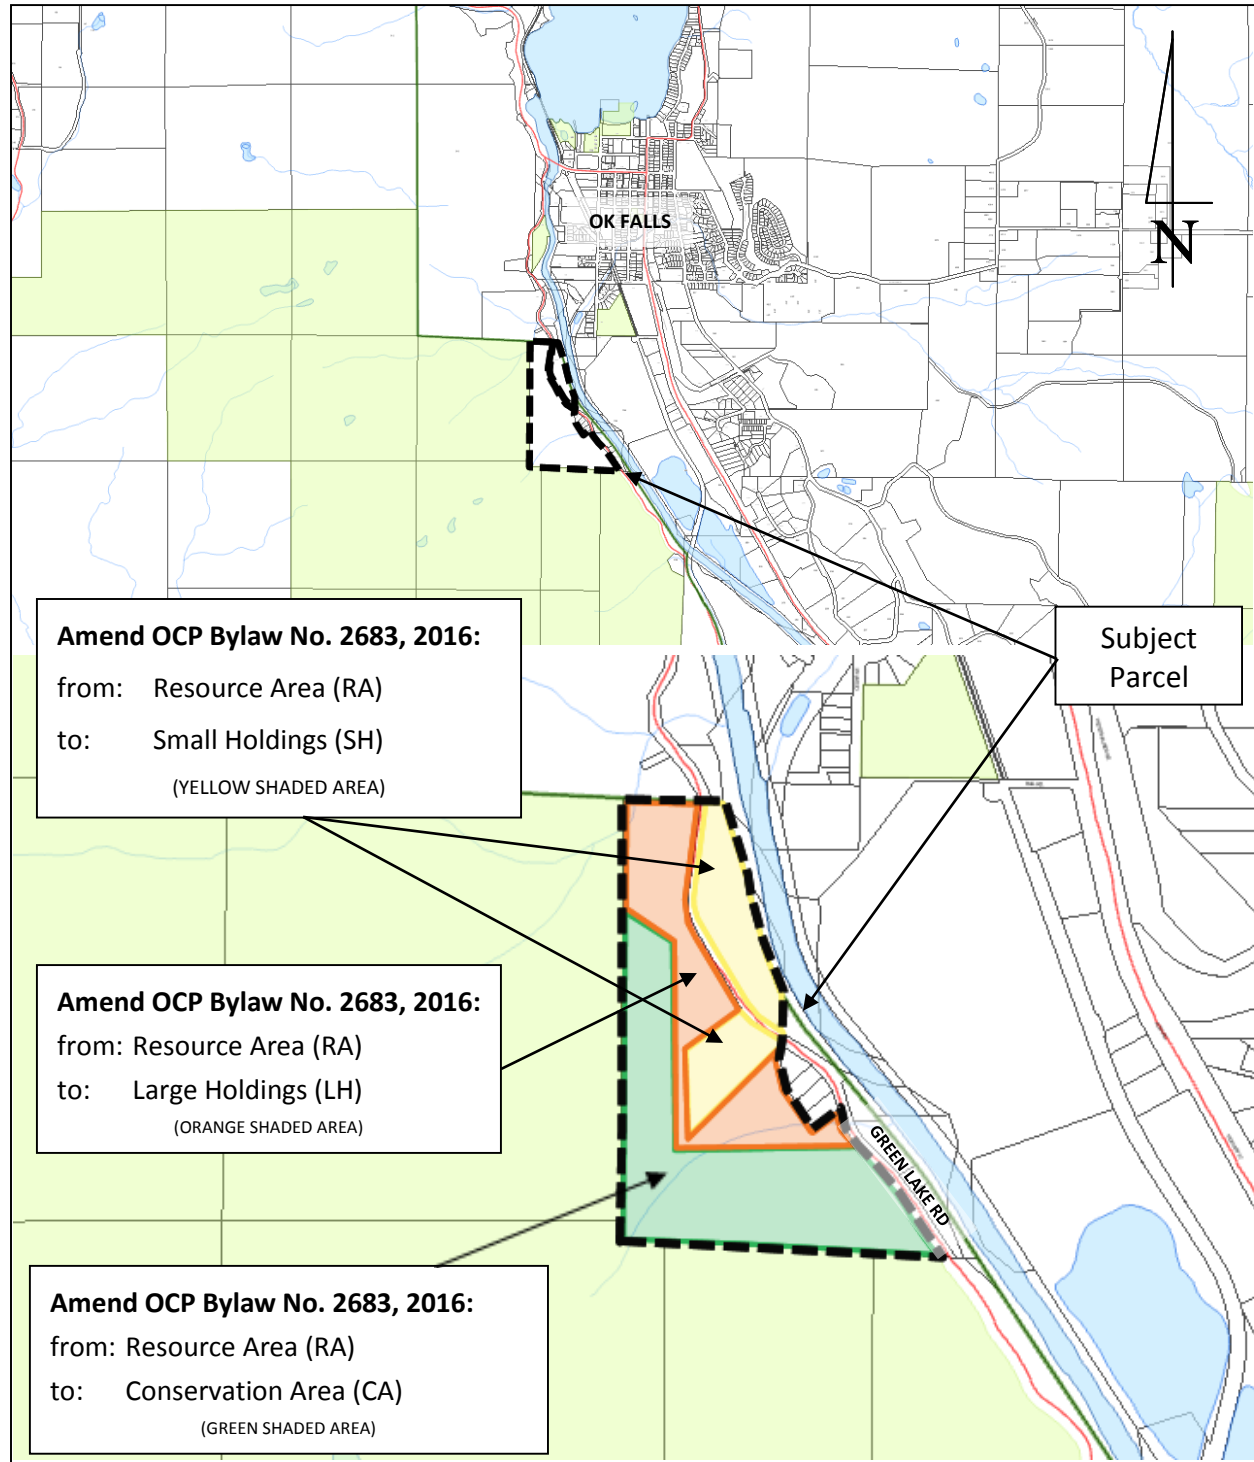 OK FALLS
N
Amend OCP Bylaw No. 2683, 2016:
from: Resource Area (RA)
to: Small Holdings (SH)
(YELLOW SHADED AREA)
Subject
Parcel
Amend OCP Bylaw No. 2683, 2016:
from: Resource Area (RA)
to: Large Holdings (LH)
(ORANGE SHADED AREA)
GREEN LAKE RD
Amend OCP Bylaw No. 2683, 2016:
from: Resource Area (RA)
to: Conservation Area (CA)
(GREEN SHADED AREA)